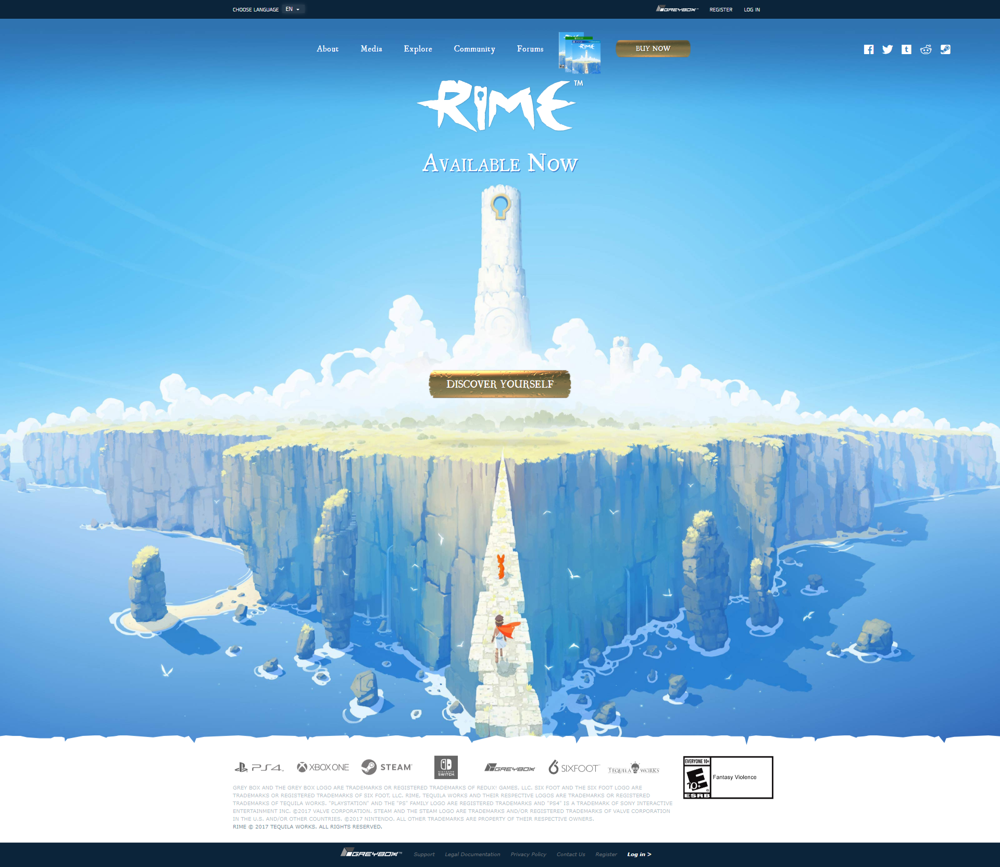 CHOOSE LANGUAGE EN
GREYBOX™ REGISTER LOG IN
About Media Explore Community Forums BUY NOW
RIME™
AVAILABLE NOW
DISCOVER YOURSELF
PS4 XBOX ONE STEAM NINTENDO SWITCH GREYBOX SIXFOOT TEQUILA WORKS
EVERYONE 10+
E 10+
ESRB
Fantasy Violence
GREY BOX AND THE GREY BOX LOGO ARE TRADEMARKS OR REGISTERED TRADEMARKS OF REDUX! GAMES, LLC. SIX FOOT AND THE SIX FOOT LOGO ARE
TRADEMARKS OR REGISTERED TRADEMARKS OF SIX FOOT, LLC. RIME, TEQUILA WORKS AND THEIR RESPECTIVE LOGOS ARE TRADEMARKS OR REGISTERED
TRADEMARKS OF TEQUILA WORKS. "PLAYSTATION" AND THE "PS" FAMILY LOGO ARE REGISTERED TRADEMARKS AND "PS4" IS A TRADEMARK OF SONY INTERACTIVE
ENTERTAINMENT INC. ©2017 VALVE CORPORATION. STEAM AND THE STEAM LOGO ARE TRADEMARKS AND/OR REGISTERED TRADEMARKS OF VALVE CORPORATION
IN THE U.S. AND/OR OTHER COUNTRIES. ©2017 NINTENDO. ALL OTHER TRADEMARKS ARE PROPERTY OF THEIR RESPECTIVE OWNERS.
RIME © 2017 TEQUILA WORKS. ALL RIGHTS RESERVED.
GREYBOX™ Support Legal Documentation Privacy Policy Contact Us Register Log in >